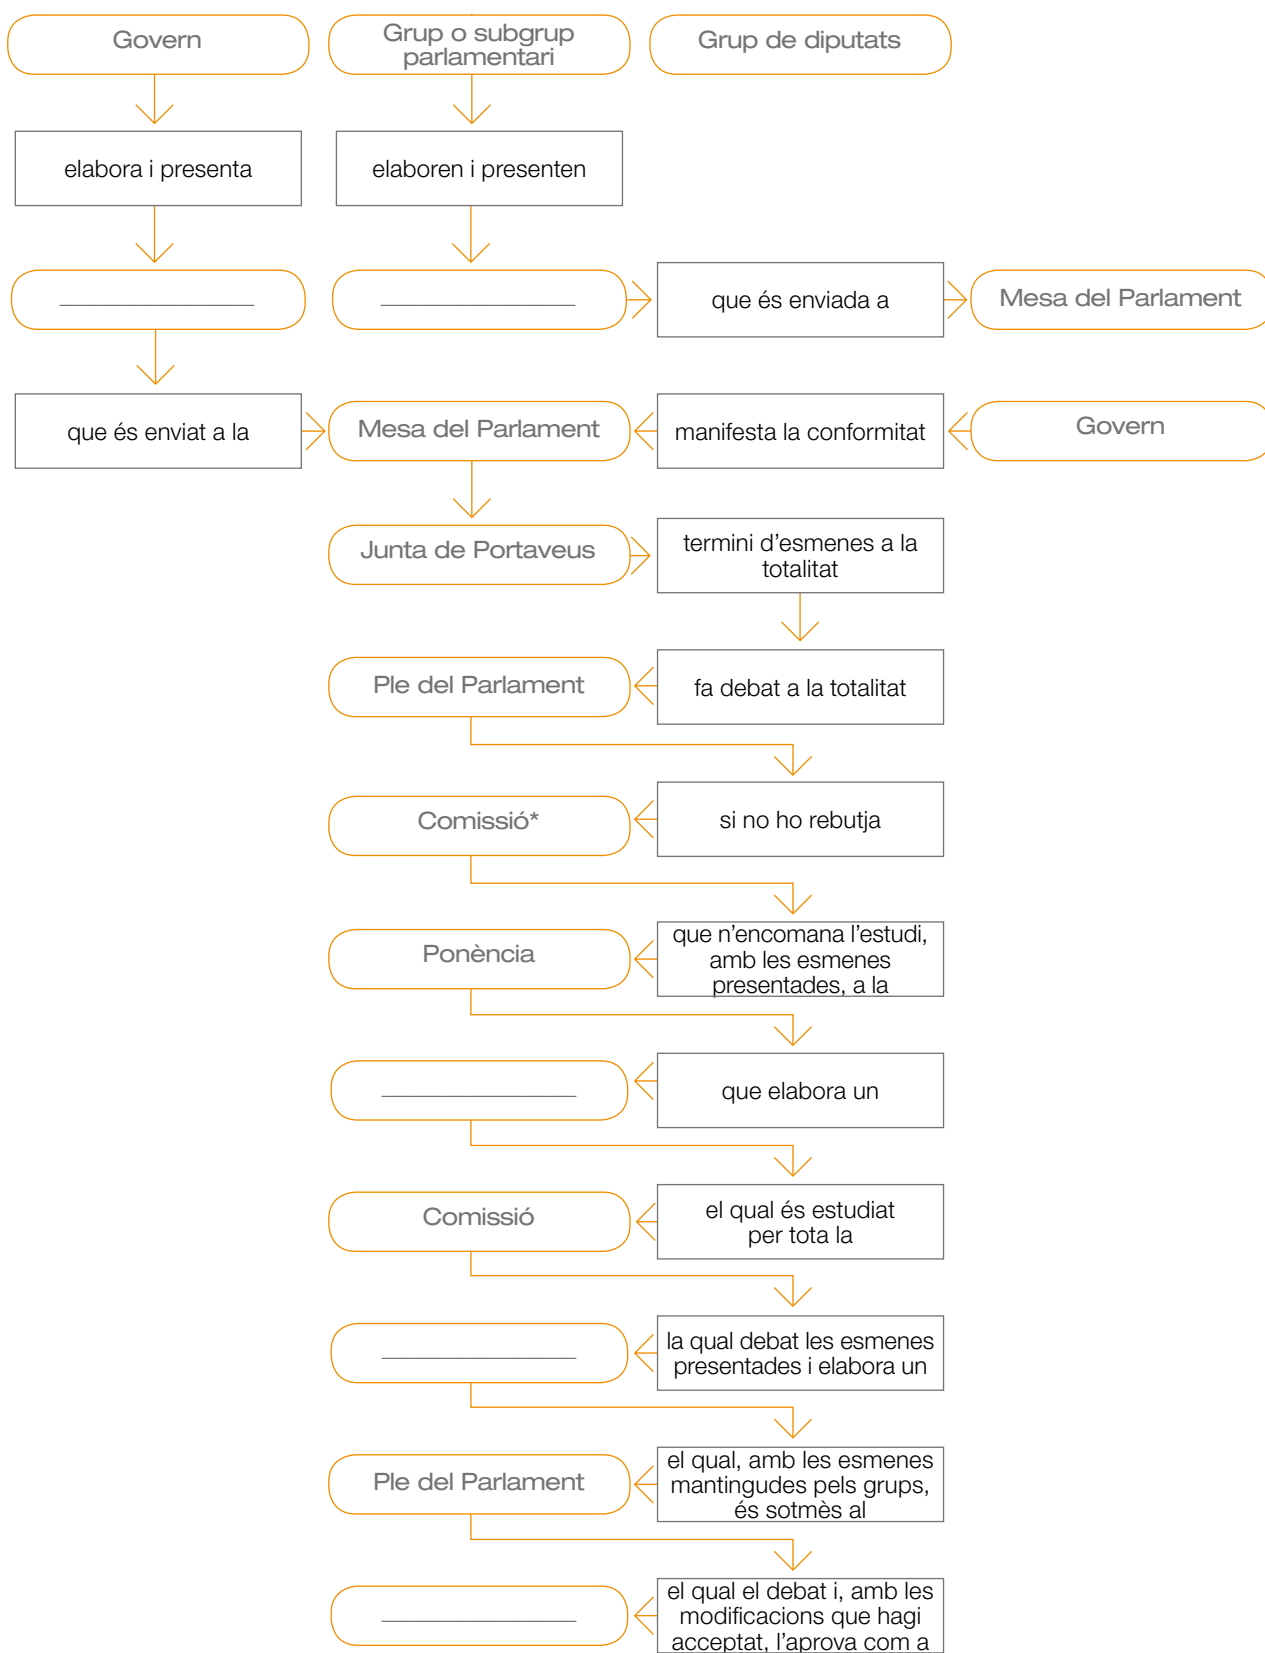 Govern
Grup o subgrup
parlamentari
Grup de diputats
elabora i presenta
elaboren i presenten
que és enviada a
Mesa del Parlament
que és enviat a la
Mesa del Parlament
manifesta la conformitat
Govern
Junta de Portaveus
termini d’esmenes a la
totalitat
Ple del Parlament
fa debat a la totalitat
Comissió*
si no ho rebutja
Ponència
que n’encomana l’estudi,
amb les esmenes
presentades, a la
que elabora un
Comissió
el qual és estudiat
per tota la
la qual debat les esmenes
presentades i elabora un
Ple del Parlament
el qual, amb les esmenes
mantingudes pels grups,
és sotmès al
el qual el debat i, amb les
modificacions que hagi
acceptat, l’aprova com a